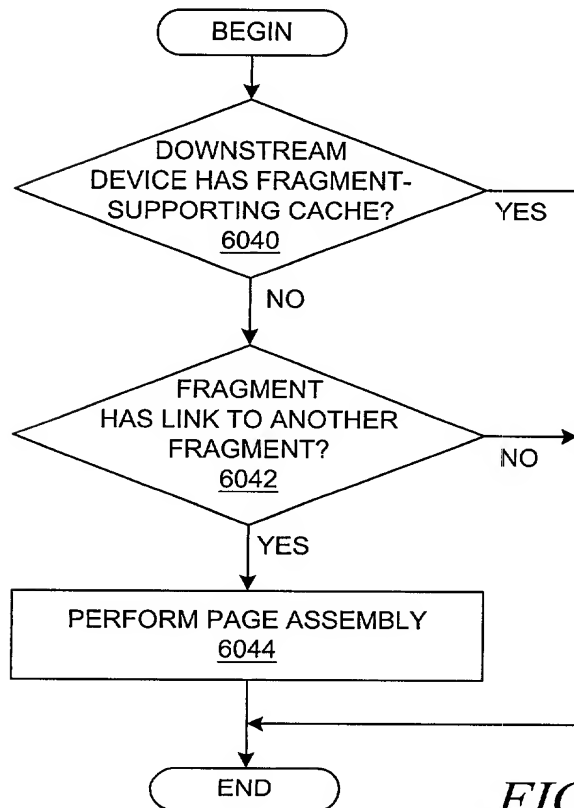 BEGIN
DOWNSTREAM
DEVICE HAS FRAGMENT-
SUPPORTING CACHE?
6040
YES
NO
FRAGMENT
HAS LINK TO ANOTHER
FRAGMENT?
6042
NO
YES
PERFORM PAGE ASSEMBLY
6044
END